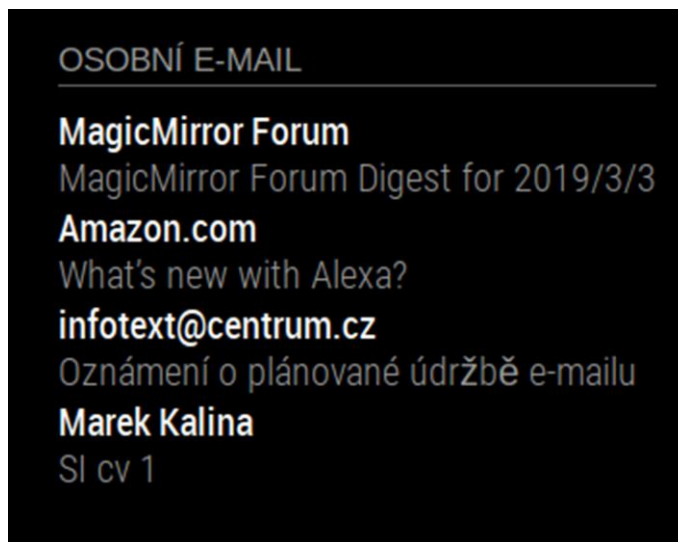 OSOBNÍ E-MAIL
MagicMirror Forum
MagicMirror Forum Digest for 2019/3/3
Amazon.com
What's new with Alexa?
infotext@centrum.cz
Oznámení o plánované údržbě e-mailu
Marek Kalina
SI cv 1